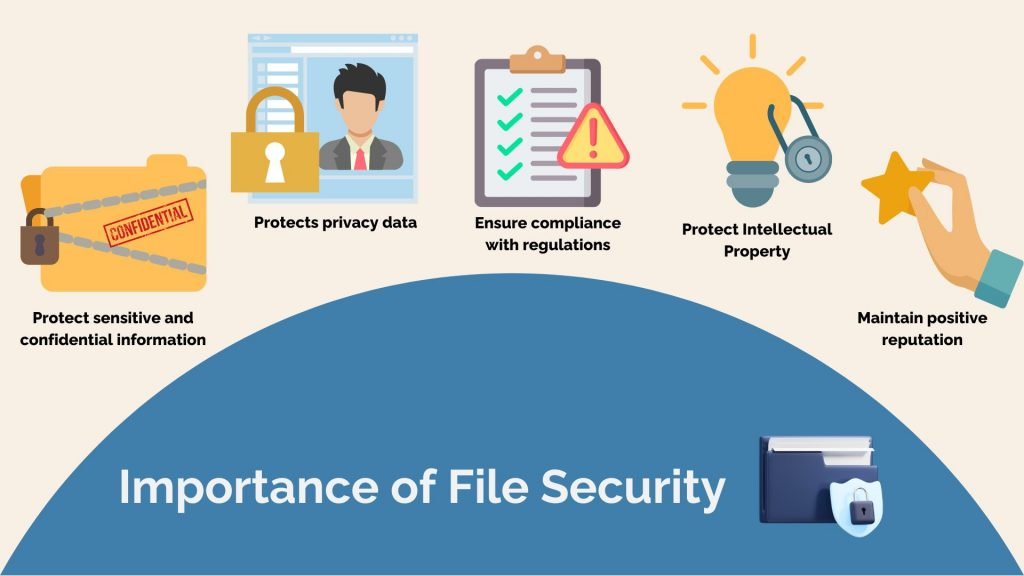 CONFIDENTIAL
Protect sensitive and
confidential information
Protects privacy data
Ensure compliance
with regulations
Protect Intellectual
Property
Maintain positive
reputation
Importance of File Security